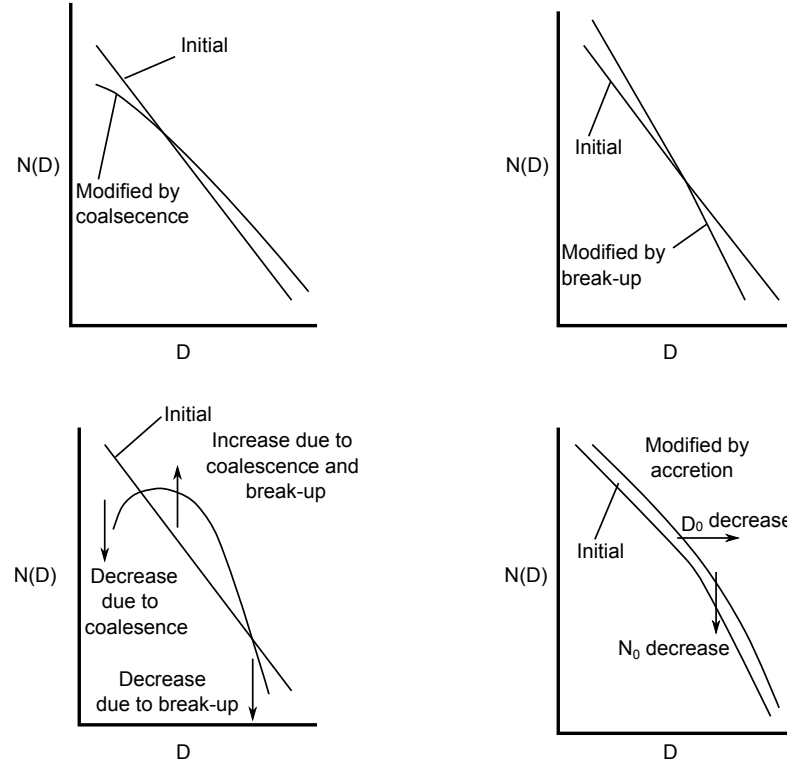 Initial
N(D)
Modified by
coalsecence
D
Initial
N(D)
Modified by
break-up
D
Initial
Increase due to
coalescence and
break-up
N(D)
Decrease
due to
coalesence
Decrease
due to break-up
D
Modified by
accretion
D₀ decrease
Initial
N(D)
N₀ decrease
D